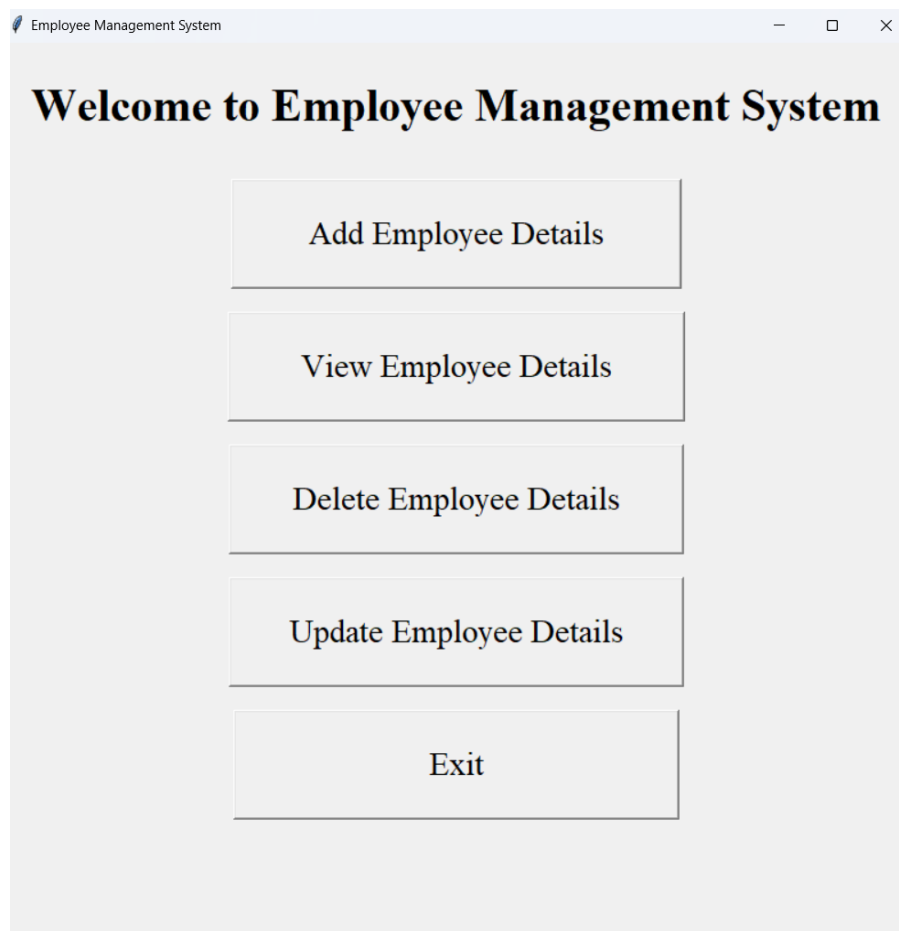 Employee Management System
Welcome to Employee Management System
Add Employee Details
View Employee Details
Delete Employee Details
Update Employee Details
Exit